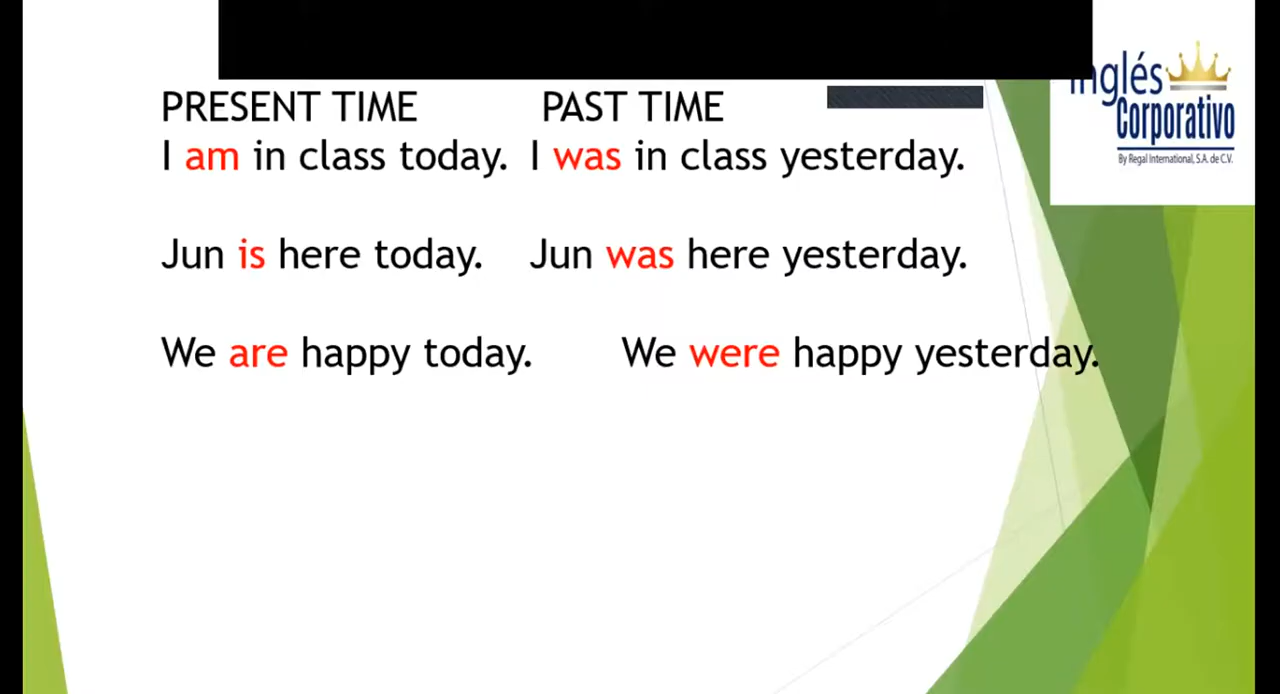 PRESENT TIME PAST TIME
I am in class today. I was in class yesterday.
Jun is here today. Jun was here yesterday.
We are happy today. We were happy yesterday.
Inglés
Corporativo
By Regal International, S.A. de C.V.